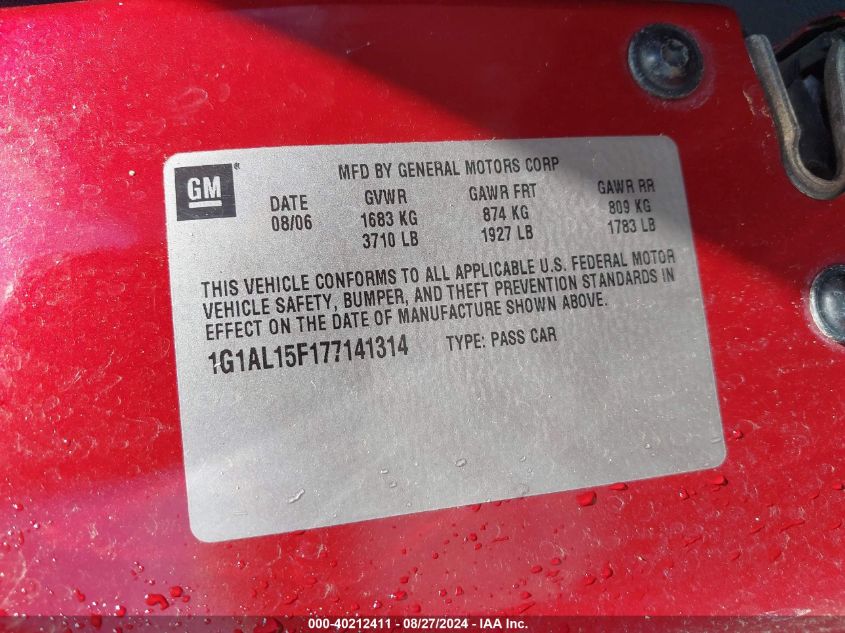 GM®
MFD BY GENERAL MOTORS CORP
DATE GVWR GAWR FRT GAWR RR
08/06 1683 KG 874 KG 809 KG
3710 LB 1927 LB 1783 LB
THIS VEHICLE CONFORMS TO ALL APPLICABLE U.S. FEDERAL MOTOR
VEHICLE SAFETY, BUMPER, AND THEFT PREVENTION STANDARDS IN
EFFECT ON THE DATE OF MANUFACTURE SHOWN ABOVE.
1G1AL15F177141314 TYPE: PASS CAR
000-40212411 - 08/27/2024 - IAA Inc.